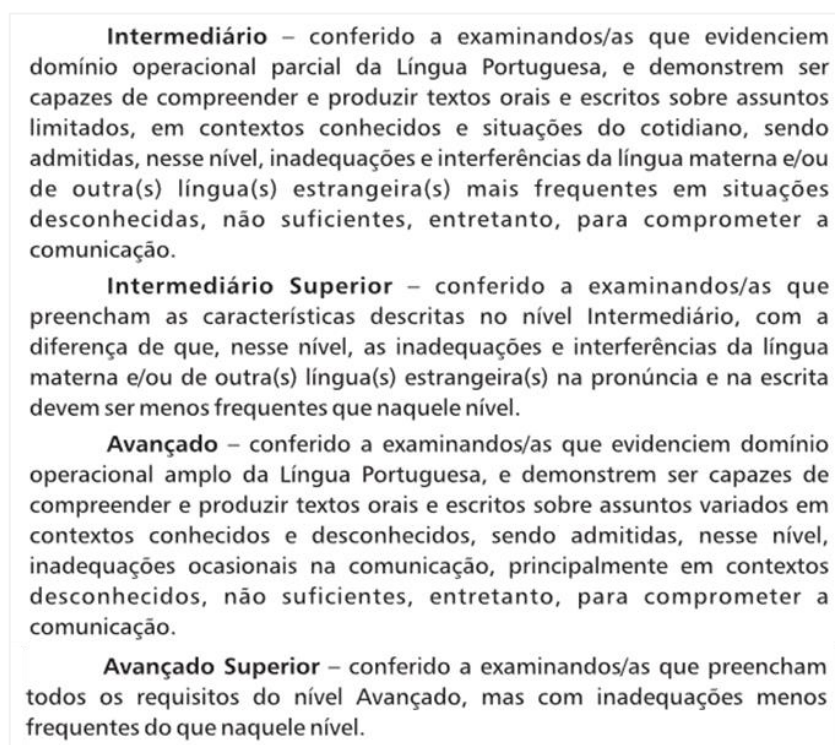 Intermediário – conferido a examinandos/as que evidenciem
domínio operacional parcial da Língua Portuguesa, e demonstrem ser
capazes de compreender e produzir textos orais e escritos sobre assuntos
limitados, em contextos conhecidos e situações do cotidiano, sendo
admitidas, nesse nível, inadequações e interferências da língua materna e/ou
de outra(s) língua(s) estrangeira(s) mais frequentes em situações
desconhecidas, não suficientes, entretanto, para comprometer a
comunicação.
Intermediário Superior – conferido a examinandos/as que
preencham as características descritas no nível Intermediário, com a
diferença de que, nesse nível, as inadequações e interferências da língua
materna e/ou de outra(s) língua(s) estrangeira(s) na pronúncia e na escrita
devem ser menos frequentes que naquele nível.
Avançado – conferido a examinandos/as que evidenciem domínio
operacional amplo da Língua Portuguesa, e demonstrem ser capazes de
compreender e produzir textos orais e escritos sobre assuntos variados em
contextos conhecidos e desconhecidos, sendo admitidas, nesse nível,
inadequações ocasionais na comunicação, principalmente em contextos
desconhecidos, não suficientes, entretanto, para comprometer a
comunicação.
Avançado Superior – conferido a examinandos/as que preencham
todos os requisitos do nível Avançado, mas com inadequações menos
frequentes do que naquele nível.